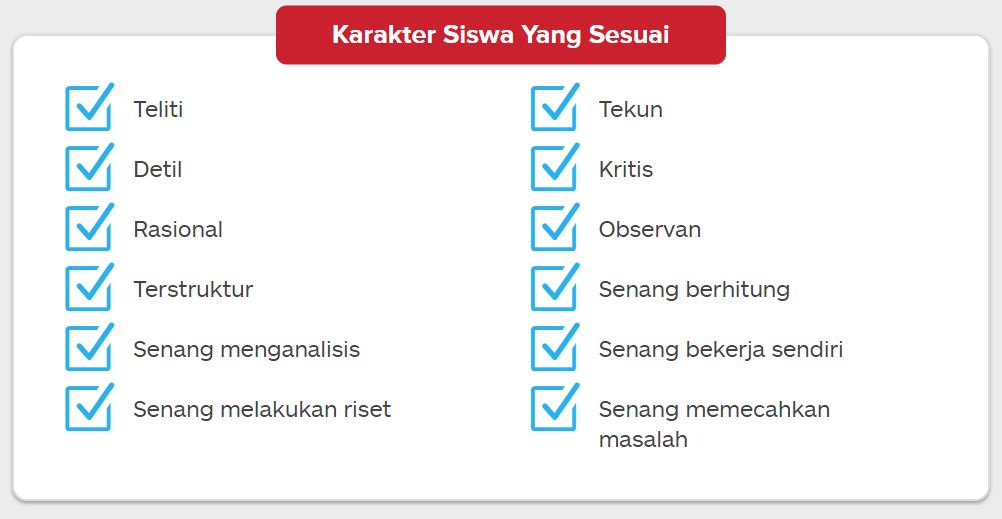 Karakter Siswa Yang Sesuai
Teliti
Detil
Rasional
Terstruktur
Senang menganalisis
Senang melakukan riset
Tekun
Kritis
Observan
Senang berhitung
Senang bekerja sendiri
Senang memecahkan
masalah